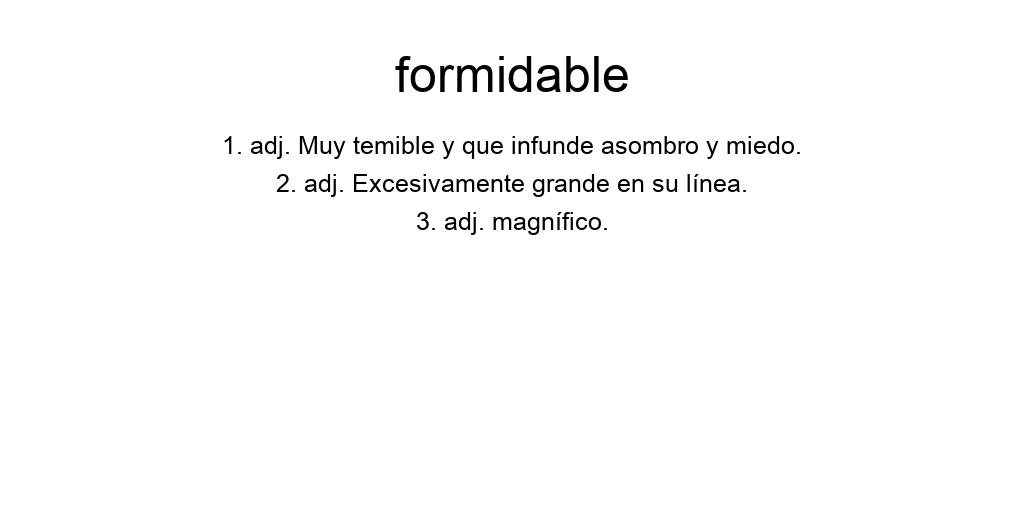 formidable
1. adj. Muy temible y que infunde asombro y miedo.
2. adj. Excesivamente grande en su línea.
3. adj. magnífico.